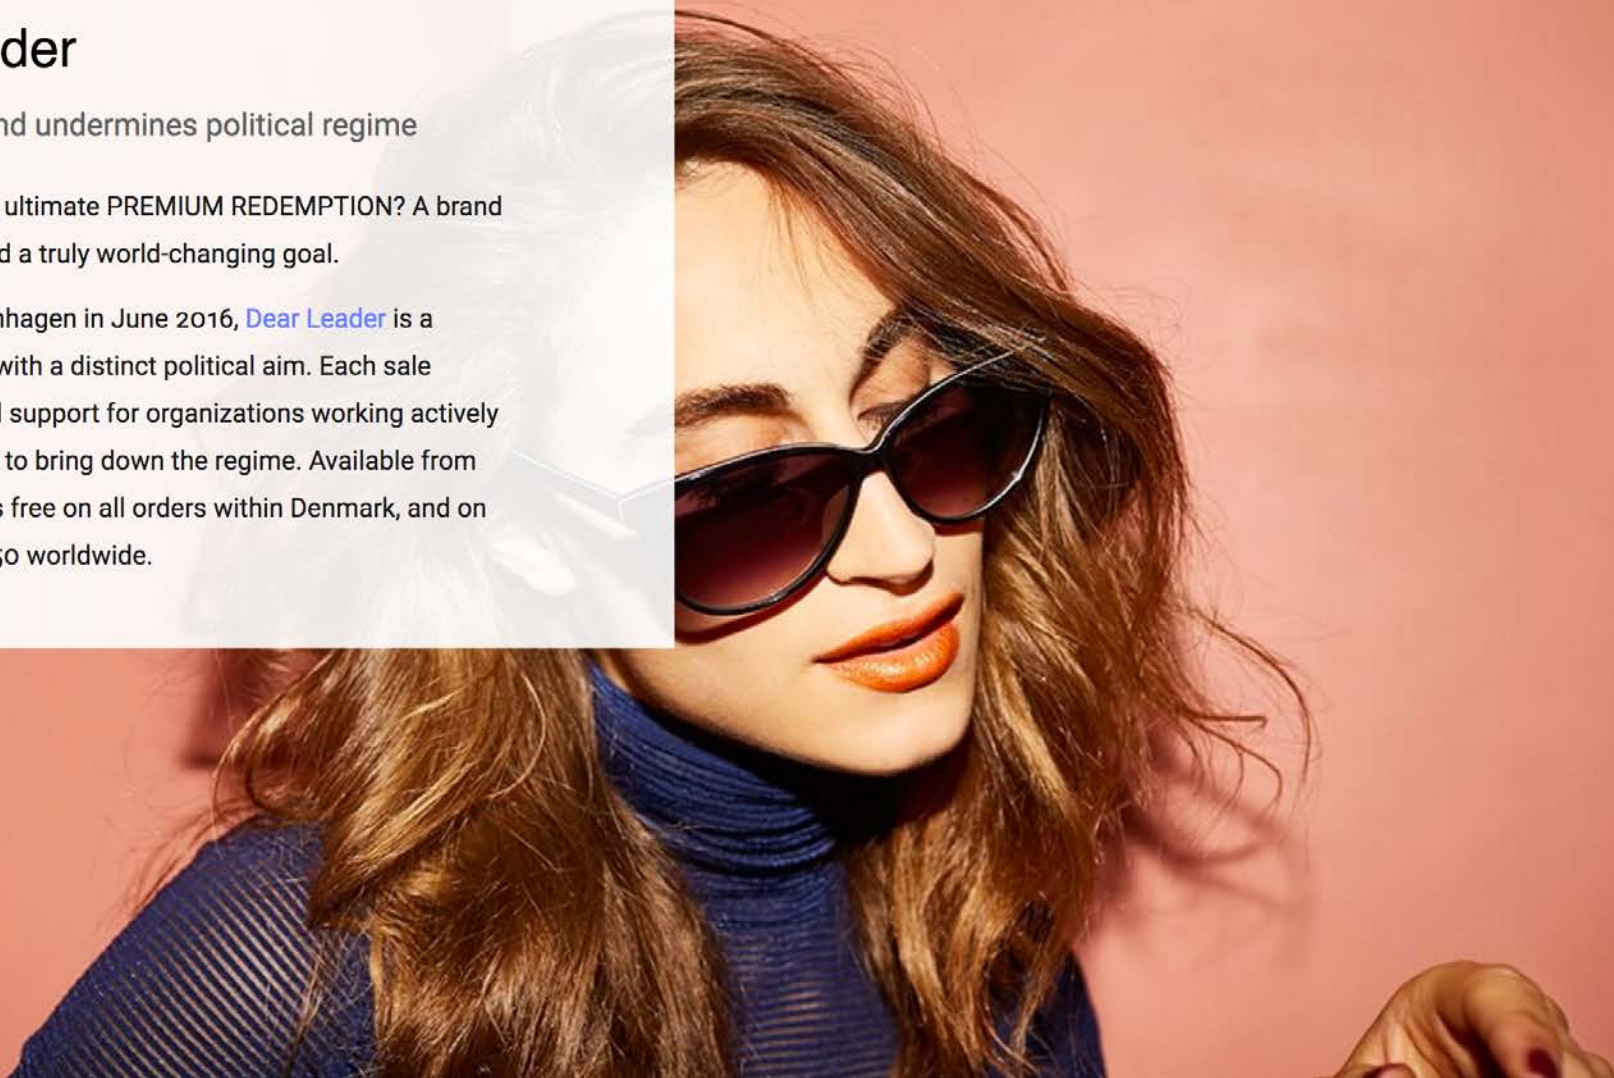 der
nd undermines political regime
ultimate PREMIUM REDEMPTION? A brand
d a truly world-changing goal.
nhagen in June 2016, Dear Leader is a
with a distinct political aim. Each sale
l support for organizations working actively
to bring down the regime. Available from
s free on all orders within Denmark, and on
50 worldwide.